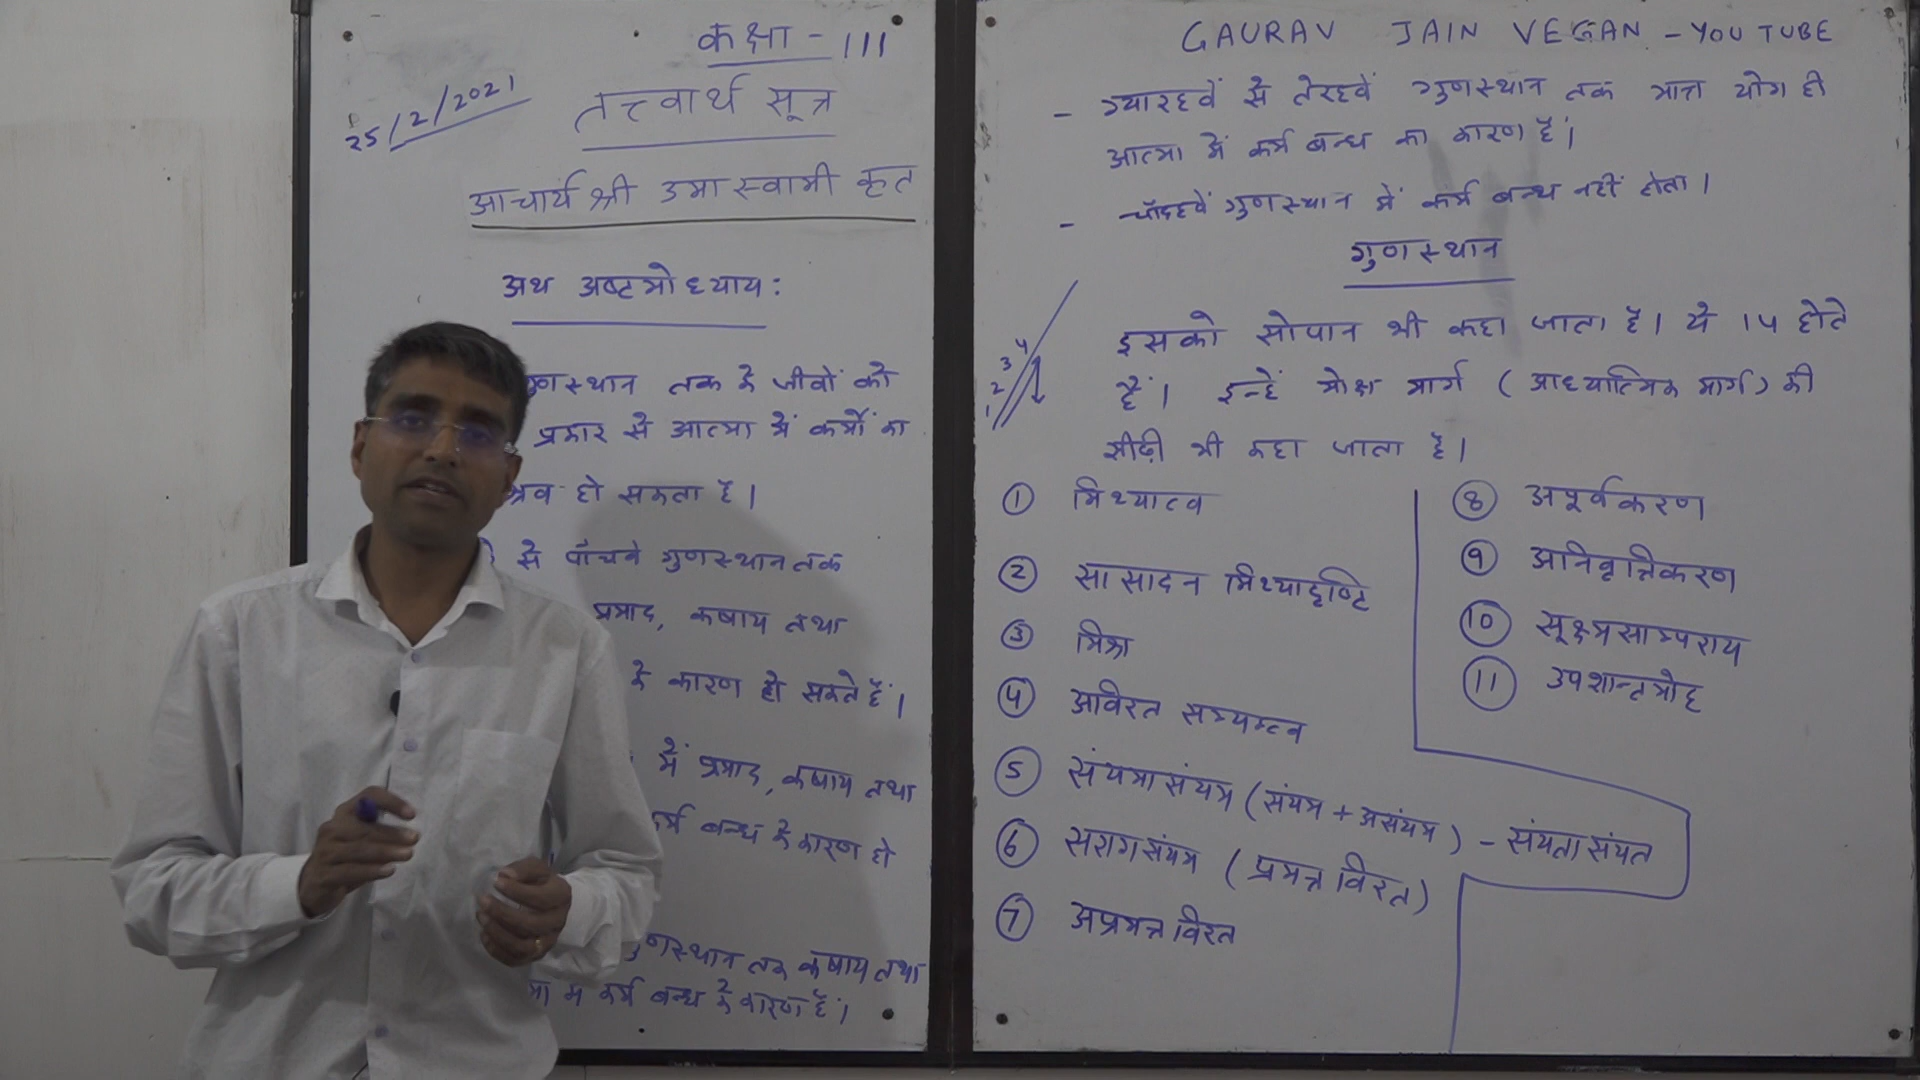 कक्षा - 111
25/2/2021
तत्त्वार्थ सूत्र
आचार्य श्री उमास्वामी कृत
अथ अष्टमोध्याय:
गुणस्थान तक के जीवों को
प्रकार से आत्मा में कर्मों का
हो सकता है।
से पाँचवे गुणस्थान तक
प्रमाद, कषाय तथा
के कारण हो सकते हैं।
में प्रमाद, कषाय तथा
कर्म बन्ध के कारण हो
गुणस्थान तक कषाय तथा
में कर्म बन्ध के कारण हैं।
GAURAV JAIN VEGAN - YOUTUBE
- ग्यारहवें से तेरहवें गुणस्थान तक मात्र योग ही
आत्मा में कर्म बन्ध का कारण हैं।
- चौदहवें गुणस्थान में कर्म बन्ध नहीं होता।
गुणस्थान
इसको सोपान भी कहा जाता है। ये 14 होते
हैं। इन्हें मोक्ष मार्ग (आध्यात्मिक मार्ग) की
सीढ़ी भी कहा जाता है।
1 2 3 4
① मिथ्यात्व
② सासादन मिथ्यादृष्टि
③ मिश्र
④ अविरत सम्यक्त्व
⑤ संयमासंयम (संयम + असंयम) - संयतासंयत
⑥ सरागसंयम (प्रमत्त विरत)
⑦ अप्रमत्त विरत
⑧ अपूर्वकरण
⑨ अनिवृत्तिकरण
⑩ सूक्ष्मसाम्पराय
⑪ उपशान्तमोह